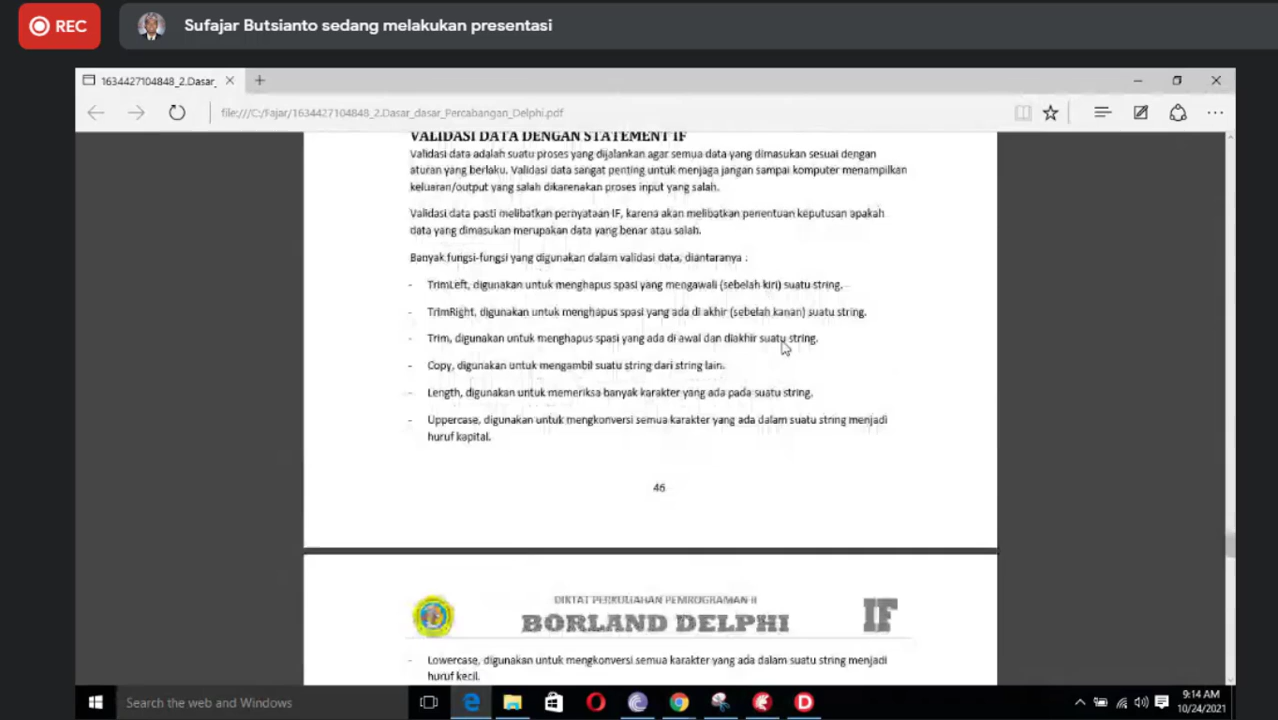 REC
Sufajar Butsianto sedang melakukan presentasi
1634427104848_2.Dasar_
file:///C:/Fajar/1634427104848_2.Dasar_dasar_Percabangan_Delphi.pdf
VALIDASI DATA DENGAN STATEMENT IF
Validasi data adalah suatu proses yang dijalankan agar semua data yang dimasukan sesuai dengan
aturan yang berlaku. Validasi data sangat penting untuk menjaga jangan sampai komputer menampilkan
keluaran/output yang salah dikarenakan proses input yang salah.
Validasi data pasti melibatkan pernyataan IF, karena akan melibatkan penentuan keputusan apakah
data yang dimasukan merupakan data yang benar atau salah.
Banyak fungsi-fungsi yang digunakan dalam validasi data, diantaranya :
- TrimLeft, digunakan untuk menghapus spasi yang mengawali (sebelah kiri) suatu string.
- TrimRight, digunakan untuk menghapus spasi yang ada di akhir (sebelah kanan) suatu string.
- Trim, digunakan untuk menghapus spasi yang ada di awal dan diakhir suatu string.
- Copy, digunakan untuk mengambil suatu string dari string lain.
- Length, digunakan untuk memeriksa banyak karakter yang ada pada suatu string.
- Uppercase, digunakan untuk mengkonversi semua karakter yang ada dalam suatu string menjadi
huruf kapital.
46
DIKTAT PERKULIAHAN PEMROGRAMAN II
BORLAND DELPHI
IF
- Lowercase, digunakan untuk mengkonversi semua karakter yang ada dalam suatu string menjadi
huruf kecil.
Search the web and Windows
9:14 AM
10/24/2021